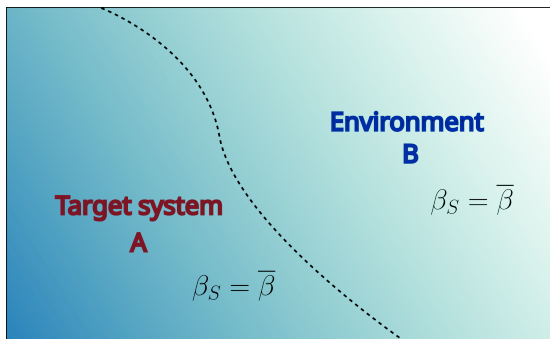 Environment
B
β_S = β̅
Target system
A
β_S = β̅